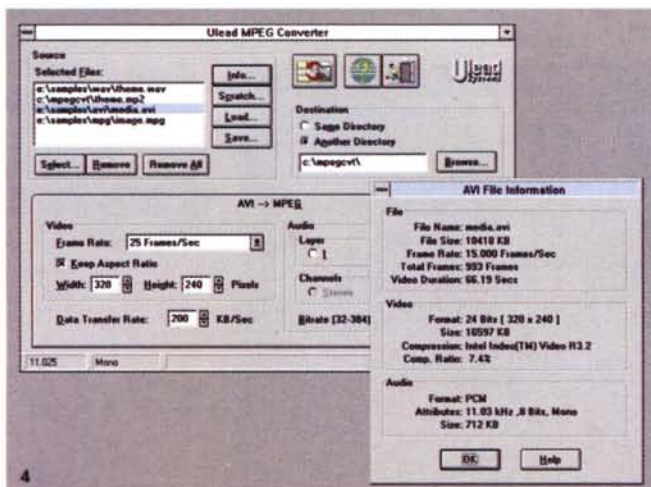 Ulead MPEG Converter
Source
Selected Files:
e:\samples\wav\theme.wav
c:\mpegcvt\theme.mp2
e:\samples\avi\media.avi
e:\samples\mpg\image.mpg
Info...
Scratch...
Load...
Save...
Select...
Remove
Remove All
Ulead Systems
Destination
Same Directory
Another Directory
c:\mpegcvt\
Browse...
AVI -> MPEG
Video
Frame Rate: 25 Frames/Sec
Keep Aspect Ratio
Width: 320 Height: 240 Pixels
Data Transfer Rate: 200 KB/Sec
Audio
Layer
I
Channels
Stereo
Bitrate (32-384)
11.025 Mono
AVI File Information
File
File Name: media.avi
File Size: 10418 KB
Frame Rate: 15.000 Frames/Sec
Total Frames: 993 Frames
Video Duration: 66.19 Secs
Video
Format: 24 Bits [ 320 x 240 ]
Size: 10597 KB
Compression: Intel Indeo(TM) Video R3.2
Comp. Ratio: 7.4%
Audio
Format: PCM
Attributes: 11.03 kHz ,8 Bits, Mono
Size: 712 KB
OK
Help
4